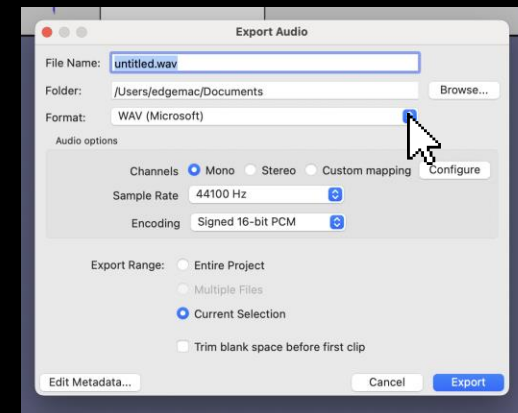 Export Audio
File Name: untitled.wav
Folder: /Users/edgemac/Documents Browse...
Format: WAV (Microsoft)
Audio options
Channels Mono Stereo Custom mapping Configure
Sample Rate 44100 Hz
Encoding Signed 16-bit PCM
Export Range: Entire Project
Multiple Files
Current Selection
Trim blank space before first clip
Edit Metadata... Cancel Export